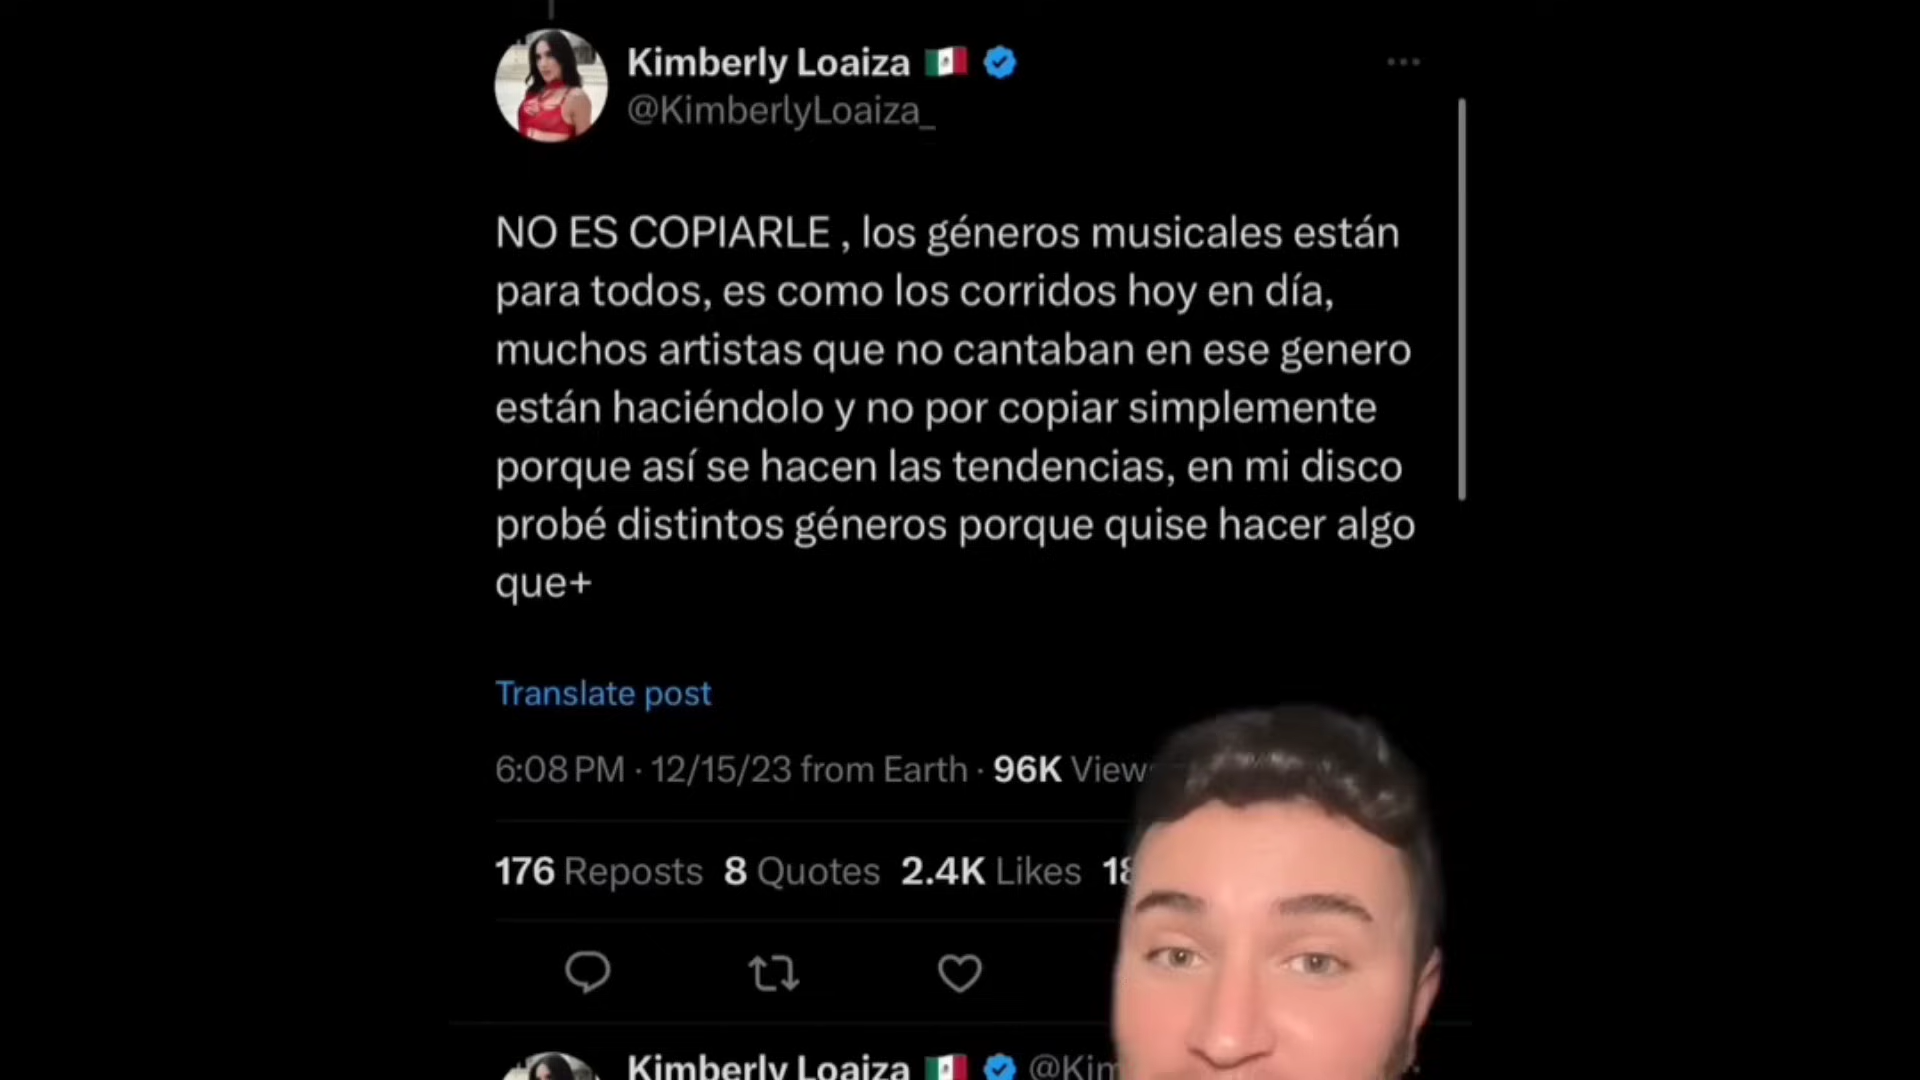 Kimberly Loaiza 🇲🇽
@KimberlyLoaiza_
NO ES COPIARLE , los géneros musicales están
para todos, es como los corridos hoy en día,
muchos artistas que no cantaban en ese genero
están haciéndolo y no por copiar simplemente
porque así se hacen las tendencias, en mi disco
probé distintos géneros porque quise hacer algo
que+
Translate post
6:08 PM · 12/15/23 from Earth · 96K View
176 Reposts 8 Quotes 2.4K Likes
Kimberly Loaiza 🇲🇽 @Kim